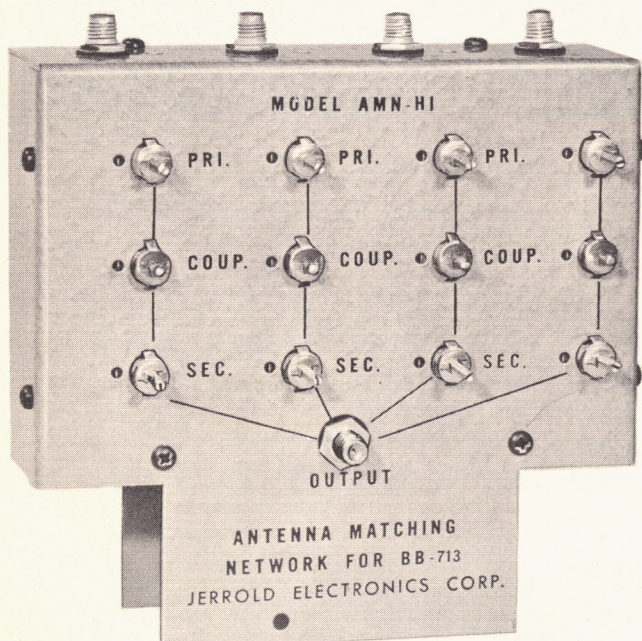 MODEL AMN-HI
PRI. PRI. PRI.
COUP. COUP. COUP.
SEC. SEC. SEC.
OUTPUT
ANTENNA MATCHING
NETWORK FOR BB-713
JERROLD ELECTRONICS CORP.